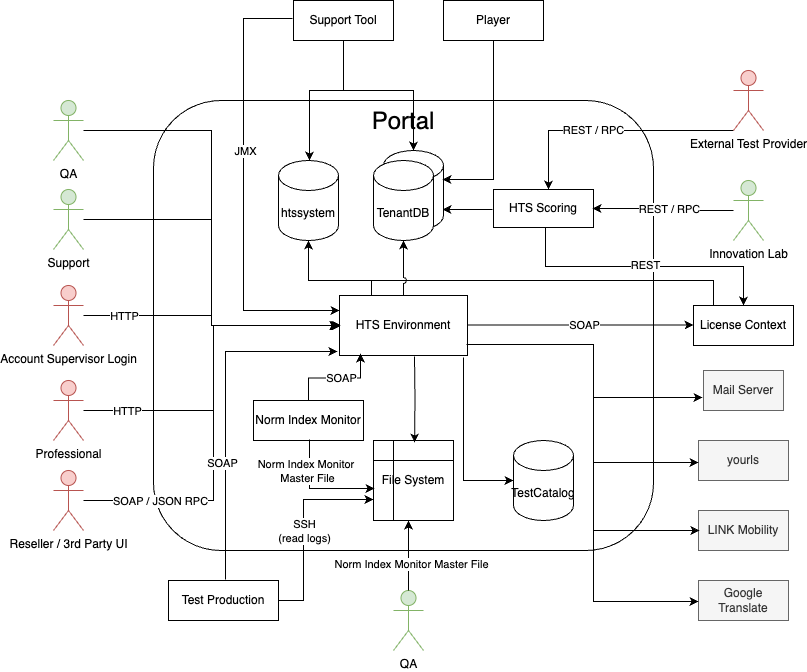 Support Tool
Player
Portal
JMX
QA
Support
HTTP
Account Supervisor Login
HTTP
Professional
SOAP / JSON RPC
Reseller / 3rd Party UI
htssystem
TenantDB
HTS Scoring
REST / RPC
External Test Provider
REST / RPC
Innovation Lab
REST
HTS Environment
SOAP
License Context
SOAP
Norm Index Monitor
SOAP
Norm Index Monitor
Master File
File System
TestCatalog
SSH
(read logs)
Mail Server
yourls
LINK Mobility
Google
Translate
Norm Index Monitor Master File
Test Production
QA